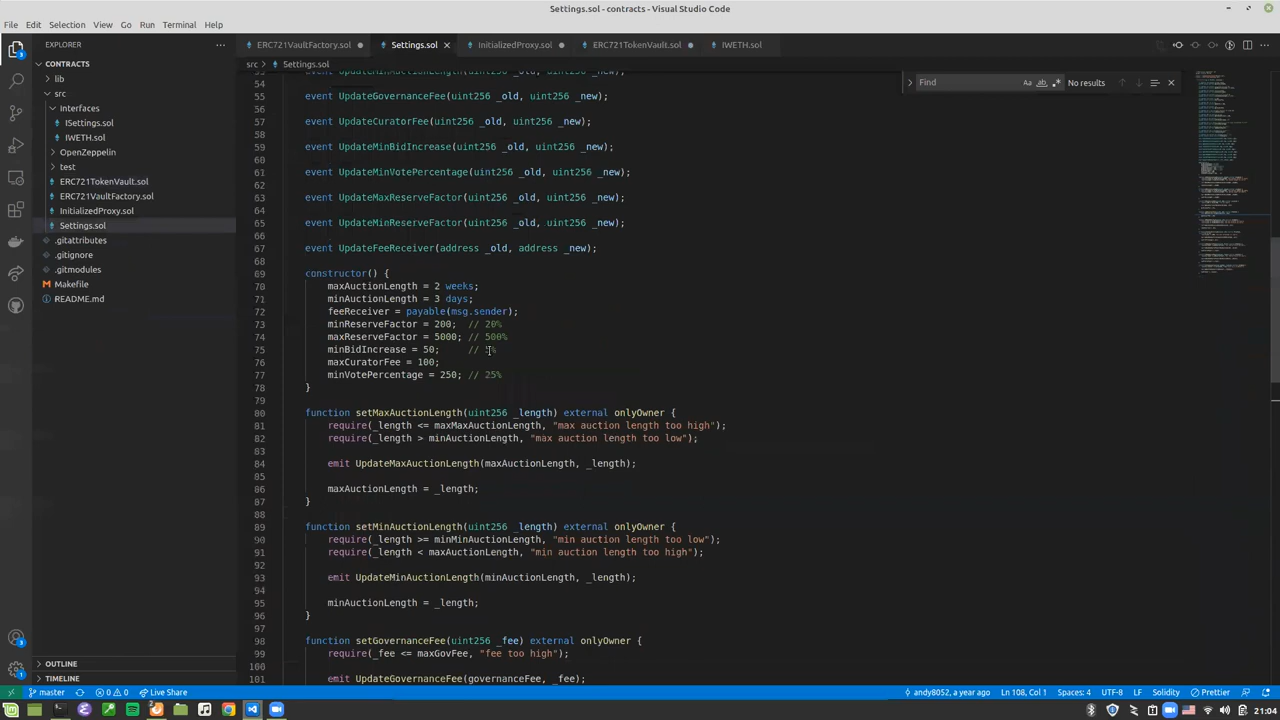 Settings.sol - contracts - Visual Studio Code
File Edit Selection View Go Run Terminal Help
EXPLORER
ERC721VaultFactory.sol Settings.sol InitializedProxy.sol ERC721TokenVault.sol IWETH.sol
CONTRACTS
src > Settings.sol
Find
Aa ab
No results
lib
src
Interfaces
ISettings.sol
IWETH.sol
OpenZeppelin
test
ERC721TokenVault.sol
ERC721VaultFactory.sol
InitializedProxy.sol
Settings.sol
.gitattributes
.gitignore
.gitmodules
Makefile
README.md
54
55 event UpdateGovernanceFee(uint256 _old, uint256 _new);
56
57 event UpdateCuratorFee(uint256 _old, uint256 _new);
58
59 event UpdateMinBidIncrease(uint256 _old, uint256 _new);
60
61 event UpdateMinVotePercentage(uint256 _old, uint256 _new);
62
63 event UpdateMaxReserveFactor(uint256 _old, uint256 _new);
64
65 event UpdateMinReserveFactor(uint256 _old, uint256 _new);
66
67 event UpdateFeeReceiver(address _old, address _new);
68
69 constructor() {
70 maxAuctionLength = 2 weeks;
71 minAuctionLength = 3 days;
72 feeReceiver = payable(msg.sender);
73 minReserveFactor = 200; // 20%
74 maxReserveFactor = 5000; // 500%
75 minBidIncrease = 50; // %
76 maxCuratorFee = 100;
77 minVotePercentage = 250; // 25%
78 }
79
80 function setMaxAuctionLength(uint256 _length) external onlyOwner {
81 require(_length <= maxMaxAuctionLength, "max auction length too high");
82 require(_length > minAuctionLength, "max auction length too low");
83
84 emit UpdateMaxAuctionLength(maxAuctionLength, _length);
85
86 maxAuctionLength = _length;
87 }
88
89 function setMinAuctionLength(uint256 _length) external onlyOwner {
90 require(_length >= minMinAuctionLength, "min auction length too low");
91 require(_length < maxAuctionLength, "min auction length too high");
92
93 emit UpdateMinAuctionLength(minAuctionLength, _length);
94
95 minAuctionLength = _length;
96 }
97
98 function setGovernanceFee(uint256 _fee) external onlyOwner {
99 require(_fee <= maxGovFee, "fee too high");
100
101 emit UpdateGovernanceFee(governanceFee, _fee);
OUTLINE
TIMELINE
master 0 0 Live Share andy8052, a year ago Ln 108, Col 1 Spaces: 4 UTF-8 LF Solidity Prettier
21:04